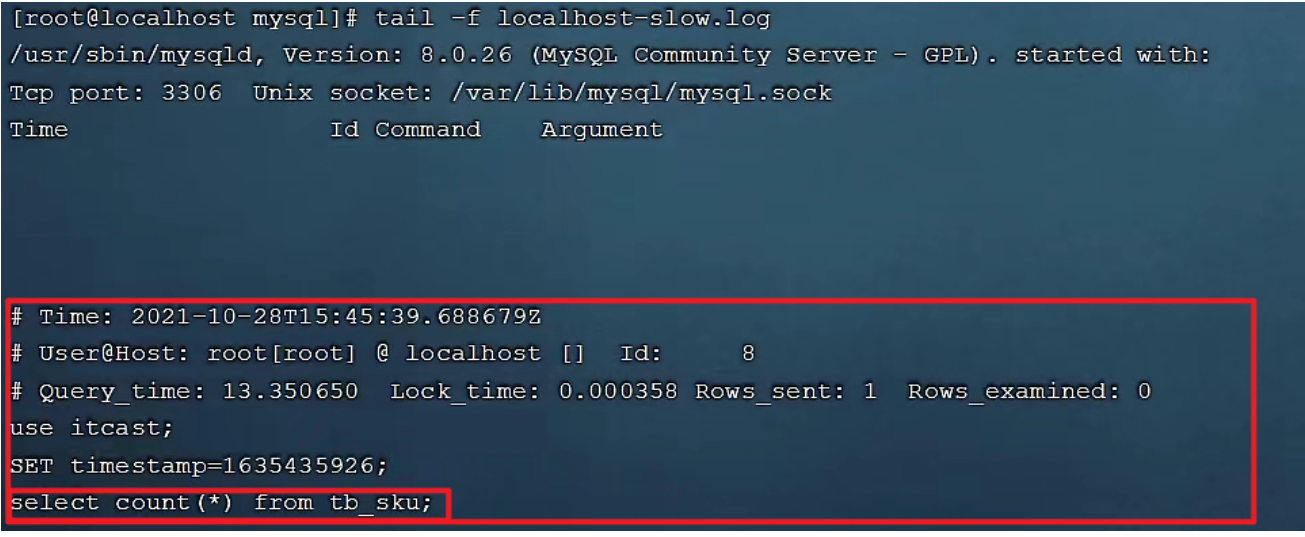 [root@localhost mysql]# tail -f localhost-slow.log
/usr/sbin/mysqld, Version: 8.0.26 (MySQL Community Server - GPL). started with:
Tcp port: 3306  Unix socket: /var/lib/mysql/mysql.sock
Time                 Id Command    Argument
# Time: 2021-10-28T15:45:39.688679Z
# User@Host: root[root] @ localhost []  Id:     8
# Query_time: 13.350650  Lock_time: 0.000358 Rows_sent: 1  Rows_examined: 0
use itcast;
SET timestamp=1635435926;
select count(*) from tb_sku;